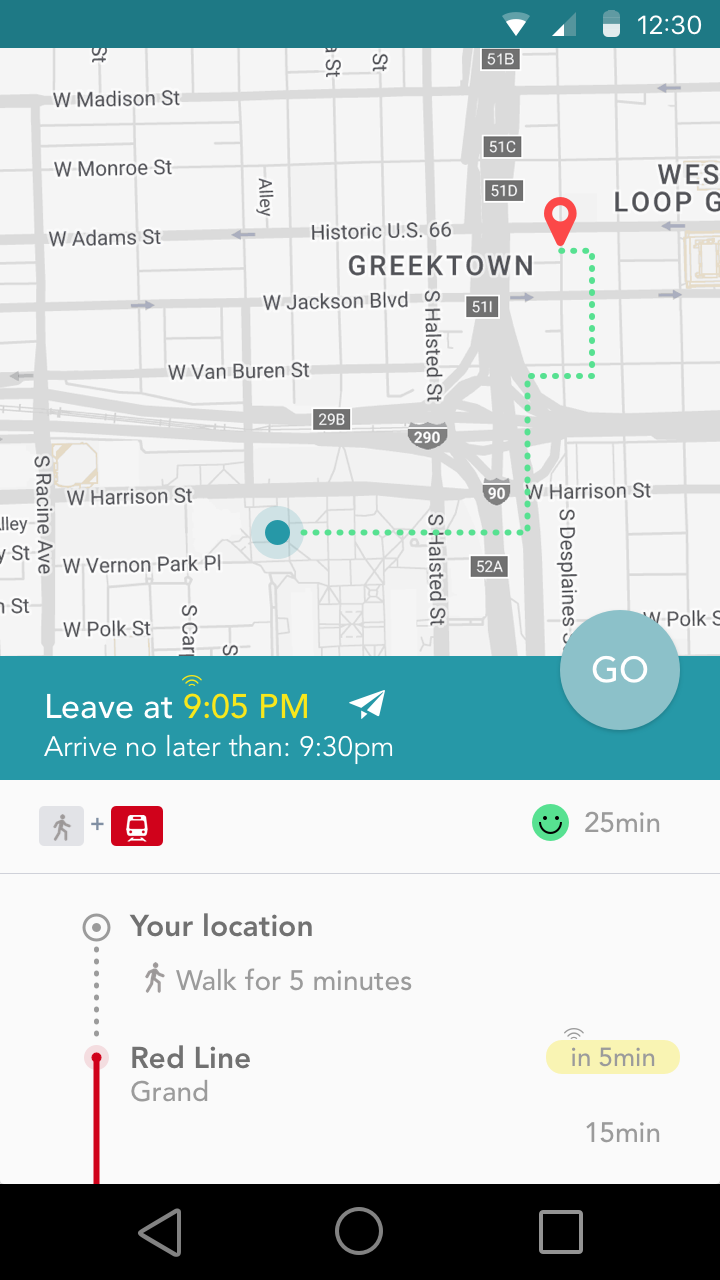 12:30
St
a St
St
51B
W Madison St
51C
W Monroe St
Alley
51D
WES
LOOP G
W Adams St
Historic U.S. 66
GREEKTOWN
W Jackson Blvd
S Halsted St
51I
W Van Buren St
29B
290
S Racine Ave
W Harrison St
90
W Harrison St
lley
y St
W Vernon Park Pl
S Halsted St
52A
S Desplaines S
n St
W Polk St
S Carp
S
W Polk S
GO
Leave at 9:05 PM
Arrive no later than: 9:30pm
+
25min
Your location
Walk for 5 minutes
Red Line
in 5min
Grand
15min